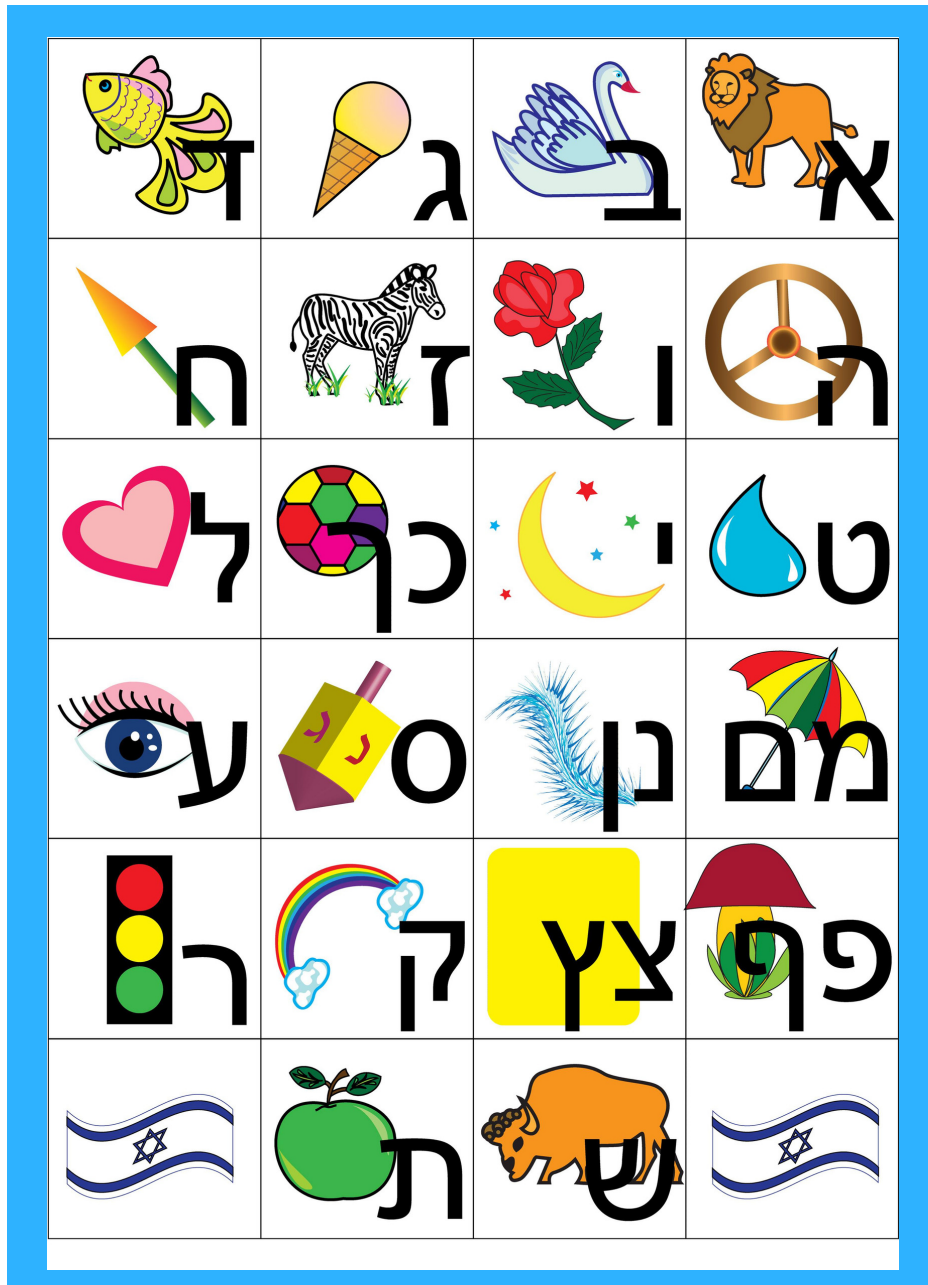 א ב ג ד
ה ו ז ח
ט י כך ל
מם נן ס ע
פף צץ ק ר
ש ת